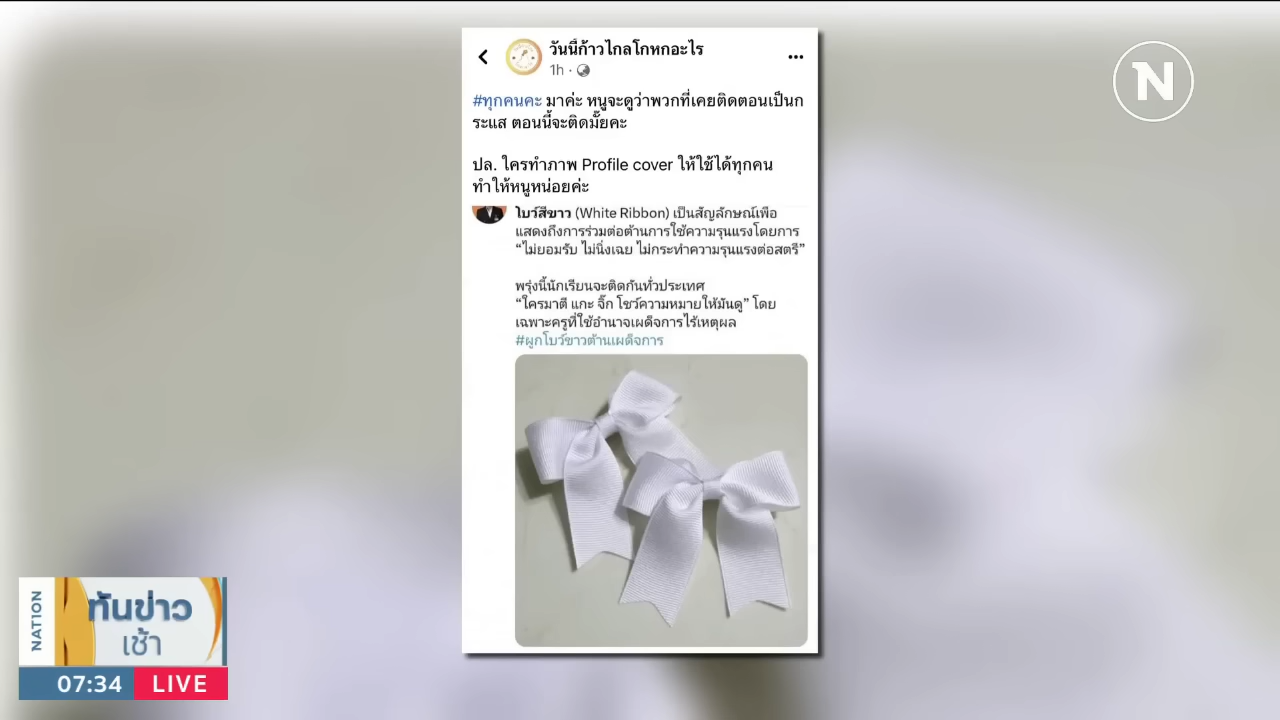 วันนี้ก้าวไกลโกหกอะไร
1h
#ทุกคนคะ มาค่ะ หนูจะดูว่าพวกที่เคยติดตอนเป็นก
ระแส ตอนนี้จะติดมั๊ยคะ
ปล. ใครทำภาพ Profile cover ให้ใช้ได้ทุกคน
ทำให้หนูหน่อยค่ะ
โบว์สีขาว (White Ribbon) เป็นสัญลักษณ์เพื่อ
แสดงถึงการร่วมต่อต้านการใช้ความรุนแรงโดยการ
“ไม่ยอมรับ ไม่นิ่งเฉย ไม่กระทำความรุนแรงต่อสตรี”
พรุ่งนี้นักเรียนจะติดกันทั่วประเทศ
“ใครมาตี แกะ จิ๊ก โชว์ความหมายให้มันดู” โดย
เฉพาะครูที่ใช้อำนาจเผด็จการไร้เหตุผล
#ผูกโบว์ขาวต้านเผด็จการ
N
NATION
ทันข่าว
เช้า
07:34 LIVE